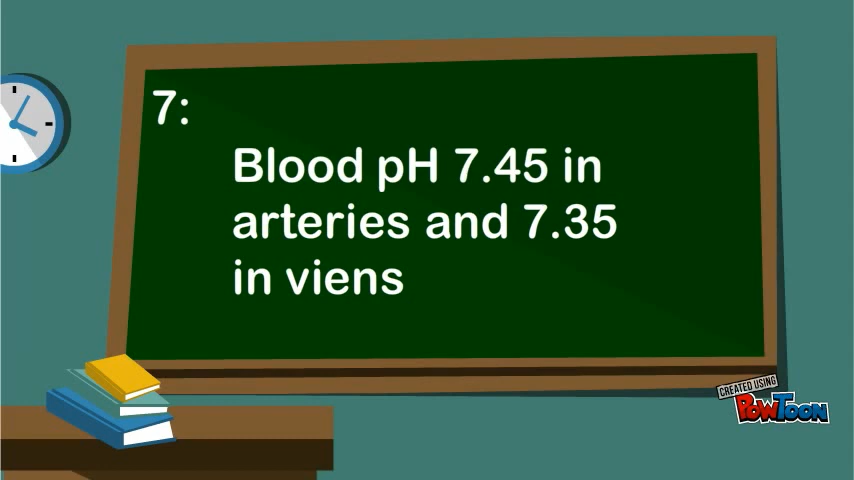 7:
Blood pH 7.45 in
arteries and 7.35
in viens
CREATED USING
PowToon